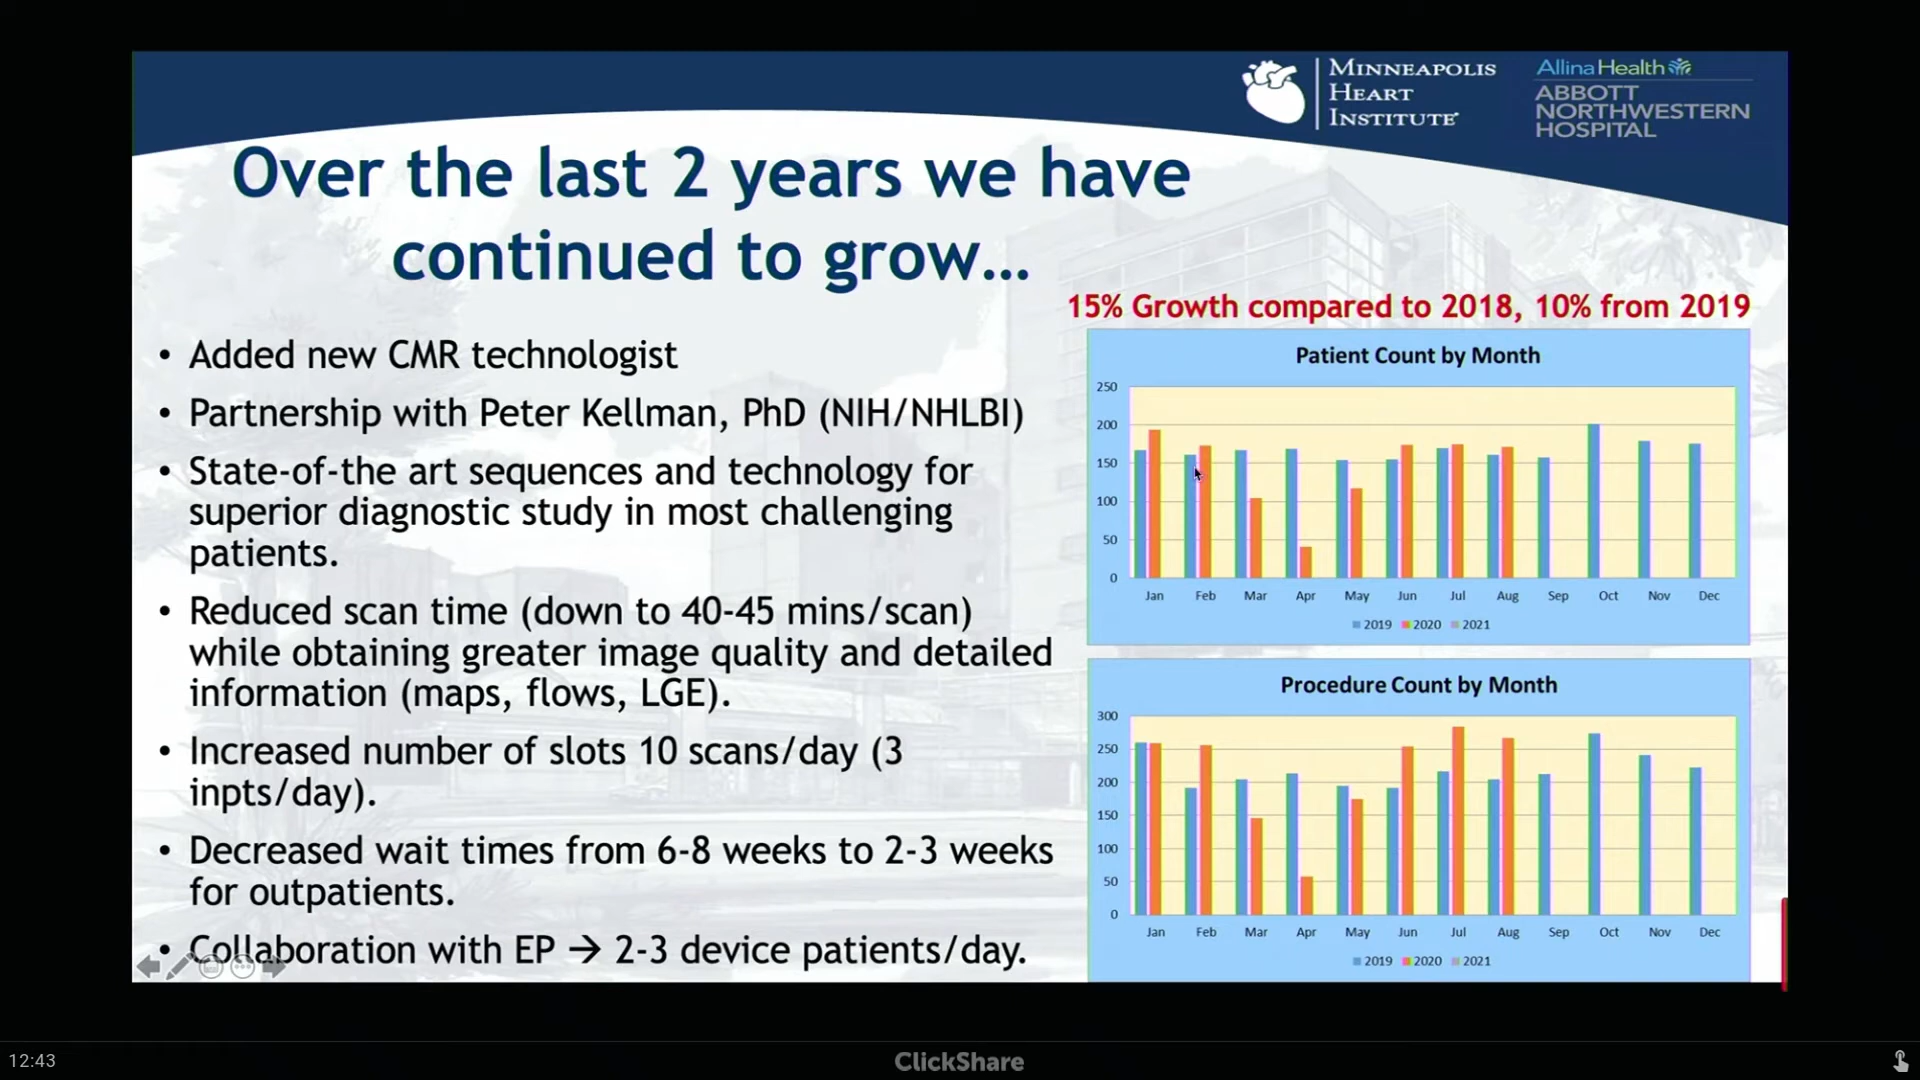 MINNEAPOLIS
HEART
INSTITUTE
Allina Health
ABBOTT
NORTHWESTERN
HOSPITAL
Over the last 2 years we have
continued to grow...
15% Growth compared to 2018, 10% from 2019
• Added new CMR technologist
• Partnership with Peter Kellman, PhD (NIH/NHLBI)
• State-of-the art sequences and technology for
superior diagnostic study in most challenging
patients.
• Reduced scan time (down to 40-45 mins/scan)
while obtaining greater image quality and detailed
information (maps, flows, LGE).
• Increased number of slots 10 scans/day (3
inpts/day).
• Decreased wait times from 6-8 weeks to 2-3 weeks
for outpatients.
• Collaboration with EP → 2-3 device patients/day.
Patient Count by Month
250
200
150
100
50
0
Jan Feb Mar Apr May Jun Jul Aug Sep Oct Nov Dec
2019 2020 2021
Procedure Count by Month
300
250
200
150
100
50
0
Jan Feb Mar Apr May Jun Jul Aug Sep Oct Nov Dec
2019 2020 2021
12:43
ClickShare